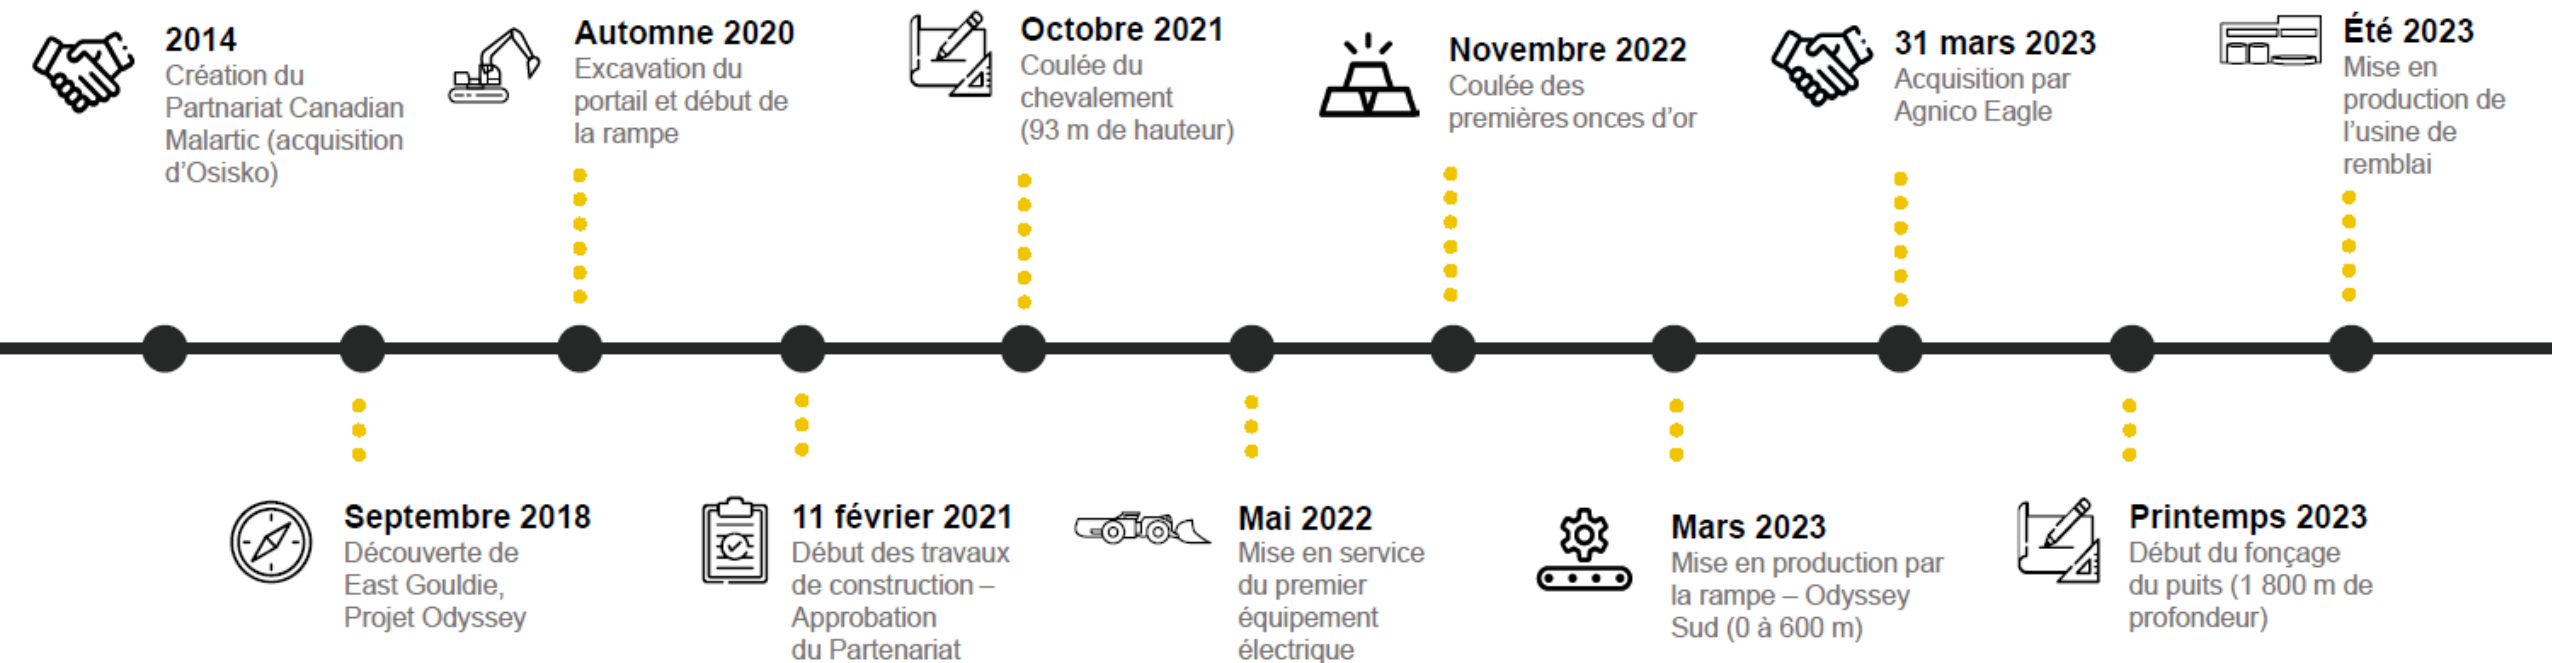 2014
Création du
Partnariat Canadian
Malartic (acquisition
d'Osisko)
Septembre 2018
Découverte de
East Gouldie,
Projet Odyssey
Automne 2020
Excavation du
portail et début de
la rampe
11 février 2021
Début des travaux
de construction –
Approbation
du Partenariat
Octobre 2021
Coulée du
chevalement
(93 m de hauteur)
Mai 2022
Mise en service
du premier
équipement
électrique
Novembre 2022
Coulée des
premières onces d'or
Mars 2023
Mise en production par
la rampe – Odyssey
Sud (0 à 600 m)
31 mars 2023
Acquisition par
Agnico Eagle
Printemps 2023
Début du fonçage
du puits (1 800 m de
profondeur)
Été 2023
Mise en
production de
l'usine de
remblai